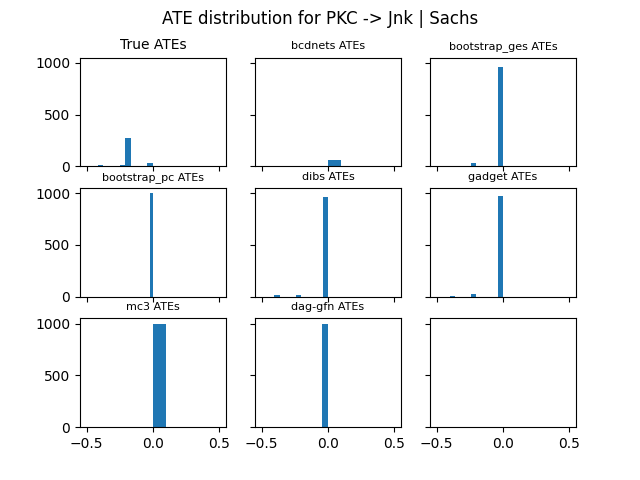 ATE distribution for PKC -> Jnk | Sachs
True ATEs
bcdnets ATEs
bootstrap_ges ATEs
1000
500
0
bootstrap_pc ATEs
dibs ATEs
gadget ATEs
1000
500
0
mc3 ATEs
dag-gfn ATEs
1000
500
0
−0.5 0.0 0.5
−0.5 0.0 0.5
−0.5 0.0 0.5